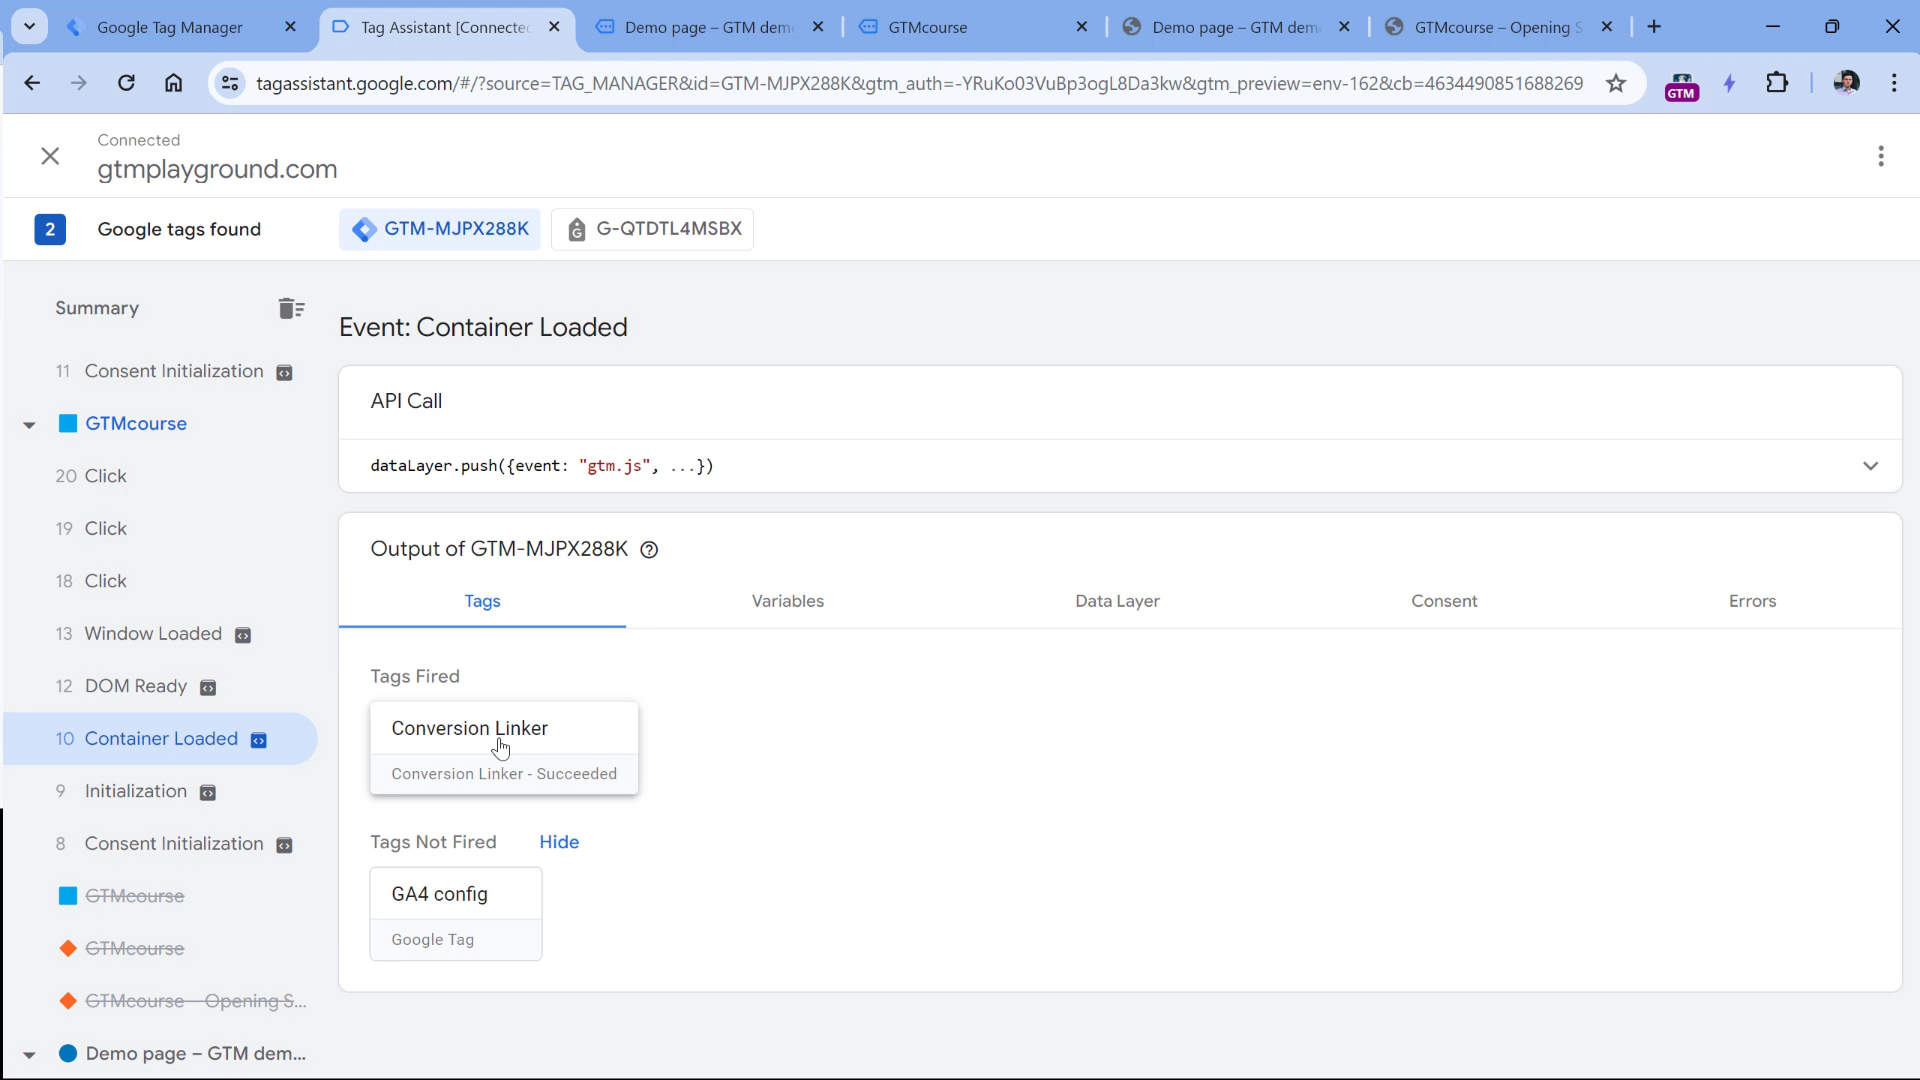 Google Tag Manager
Tag Assistant [Connected
Demo page – GTM dem
GTMcourse
Demo page – GTM dem
GTMcourse – Opening S
tagassistant.google.com/#/?source=TAG_MANAGER&id=GTM-MJPX288K&gtm_auth=-YRuKo03VuBp3ogL8Da3kw&gtm_preview=env-162&cb=4634490851688269
GTM
Connected
gtmplayground.com
2
Google tags found
GTM-MJPX288K
G-QTDTL4MSBX
Summary
11 Consent Initialization
GTMcourse
20 Click
19 Click
18 Click
13 Window Loaded
12 DOM Ready
10 Container Loaded
9 Initialization
8 Consent Initialization
GTMcourse
GTMcourse
GTMcourse – Opening S...
Demo page – GTM dem...
Event: Container Loaded
API Call
dataLayer.push({event: "gtm.js", ...})
Output of GTM-MJPX288K
Tags
Variables
Data Layer
Consent
Errors
Tags Fired
Conversion Linker
Conversion Linker - Succeeded
Tags Not Fired
Hide
GA4 config
Google Tag